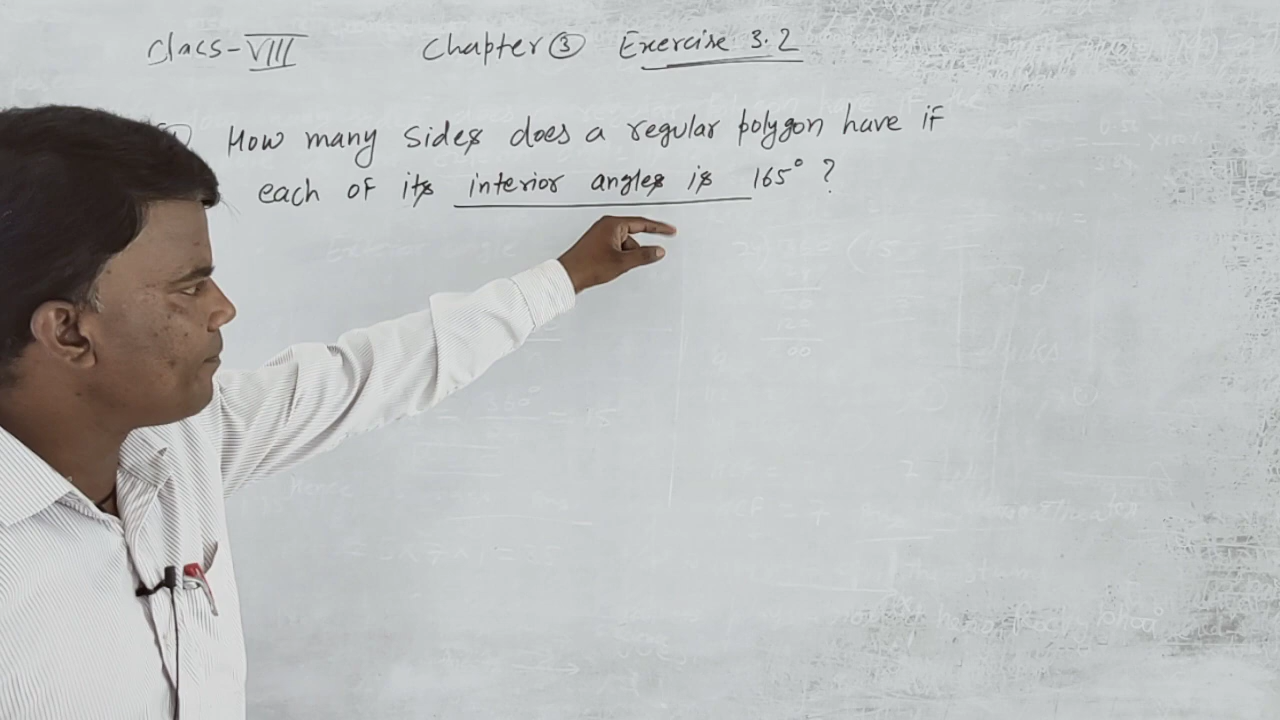 Class-VIII Chapter ③ Exercise 3.2
How many sides does a regular polygon have if
each of its interior angles is 165° ?